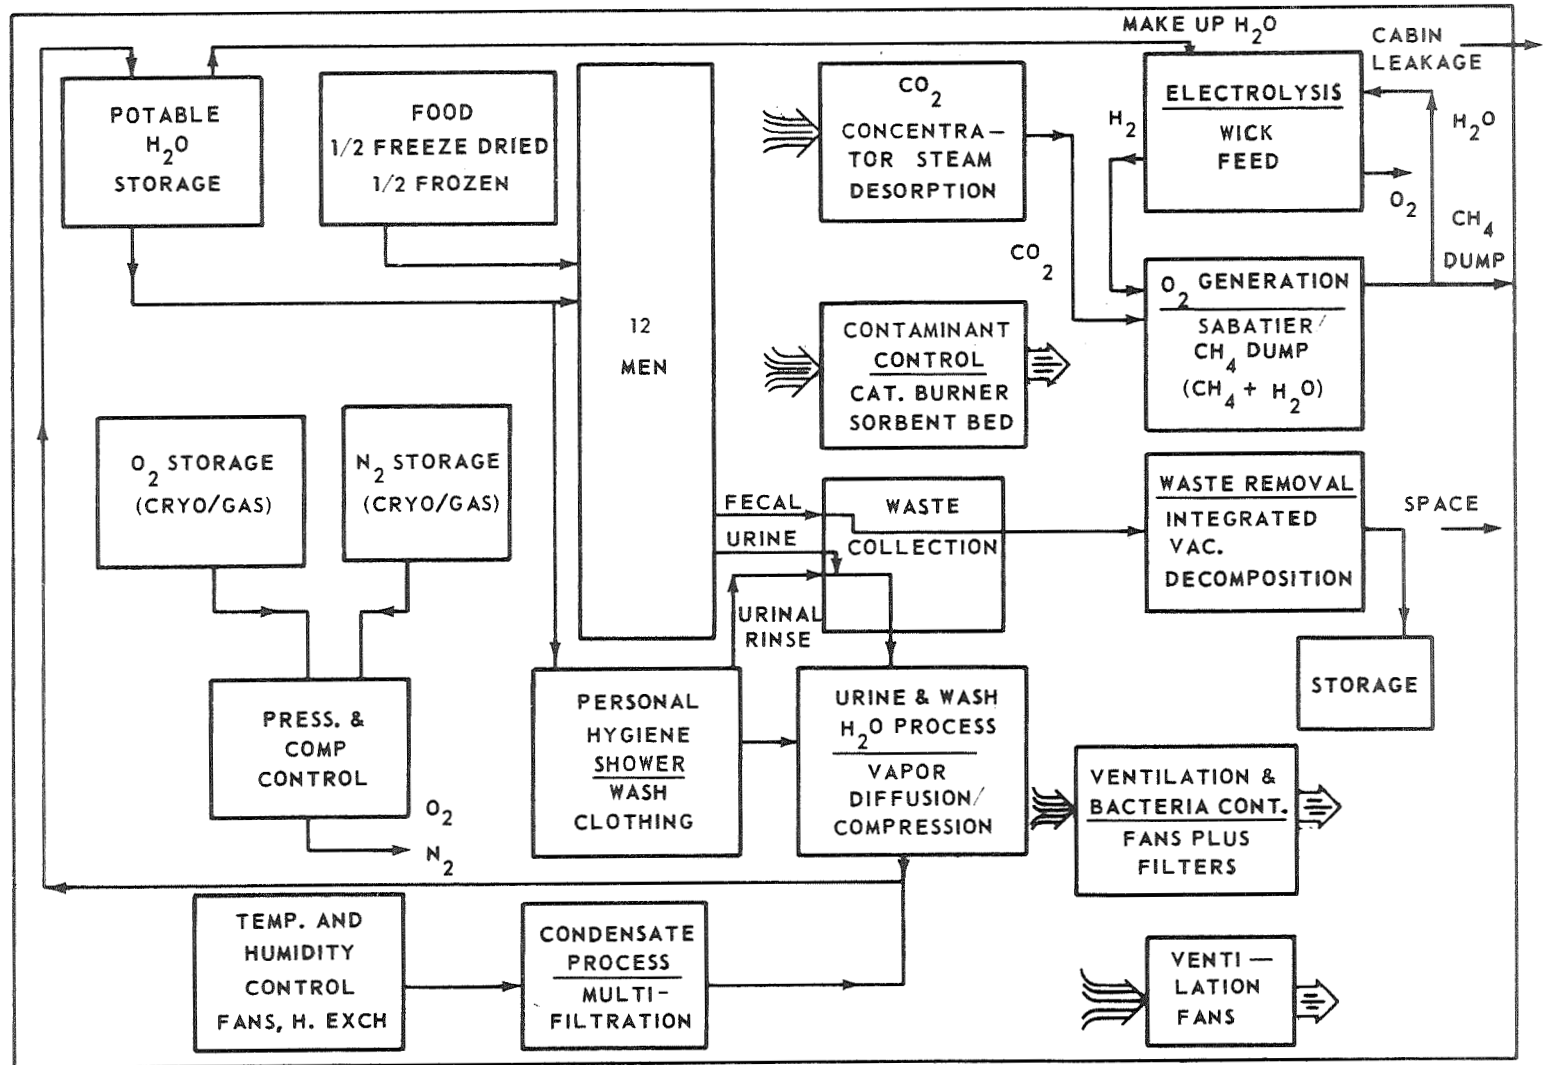 MAKE UP H2O
CABIN
LEAKAGE
POTABLE
H2O
STORAGE
FOOD
1/2 FREEZE DRIED
1/2 FROZEN
12
MEN
CO2
CONCENTRA-
TOR STEAM
DESORPTION
H2
ELECTROLYSIS
WICK
FEED
H2O
O2
CH4
DUMP
CO2
O2 GENERATION
SABATIER/
CH4 DUMP
(CH4 + H2O)
CONTAMINANT
CONTROL
CAT. BURNER
SORBENT BED
O2 STORAGE
(CRYO/GAS)
N2 STORAGE
(CRYO/GAS)
FECAL
URINE
URINAL
RINSE
WASTE
COLLECTION
WASTE REMOVAL
INTEGRATED
VAC.
DECOMPOSITION
SPACE
STORAGE
PRESS. &
COMP
CONTROL
O2
N2
PERSONAL
HYGIENE
SHOWER
WASH
CLOTHING
URINE & WASH
H2O PROCESS
VAPOR
DIFFUSION/
COMPRESSION
VENTILATION &
BACTERIA CONT.
FANS PLUS
FILTERS
TEMP. AND
HUMIDITY
CONTROL
FANS, H. EXCH
CONDENSATE
PROCESS
MULTI-
FILTRATION
VENTI-
LATION
FANS